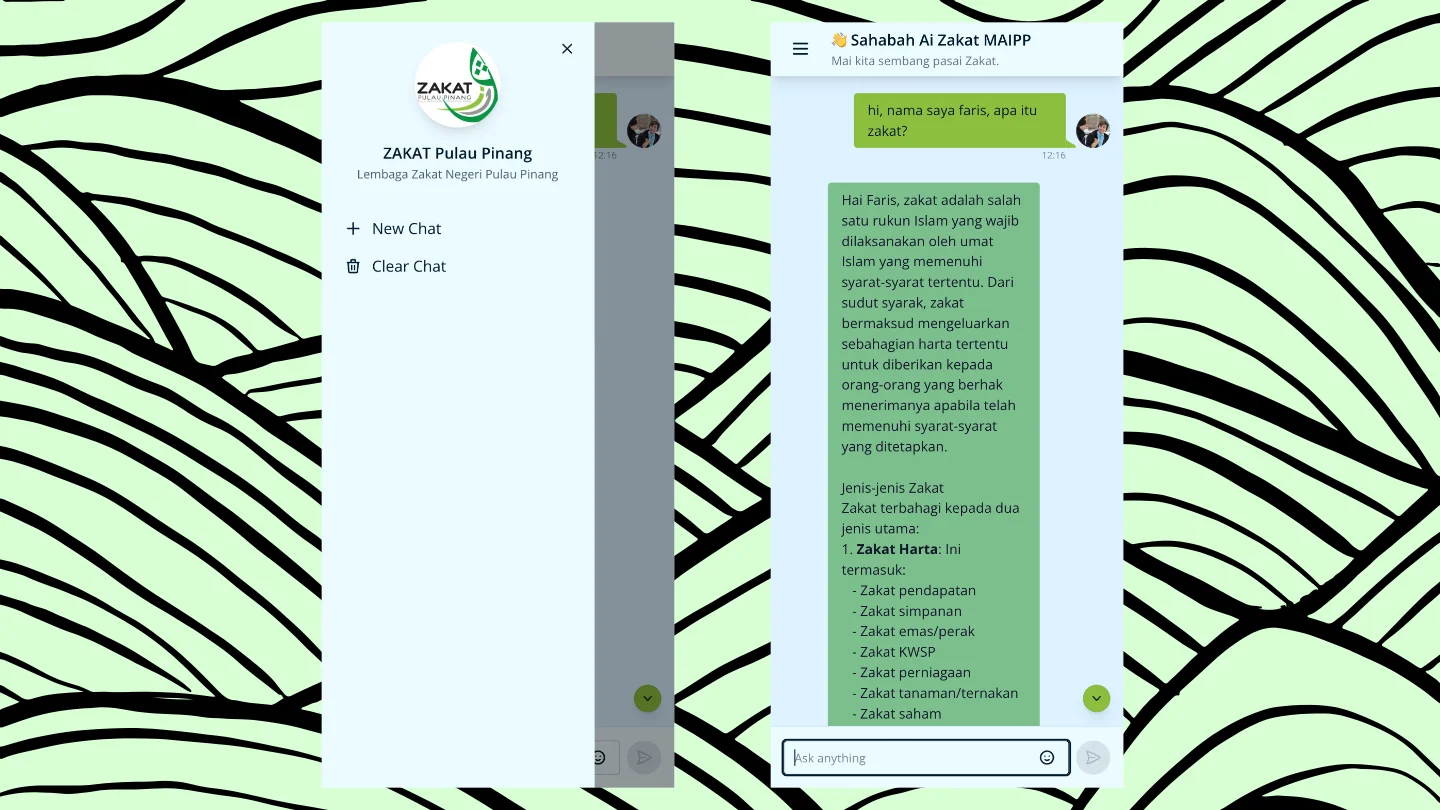 ZAKAT
PULAU PINANG
ZAKAT Pulau Pinang
Lembaga Zakat Negeri Pulau Pinang
New Chat
Clear Chat
12:16
👋 Sahabah Ai Zakat MAIPP
Mai kita sembang pasai Zakat.
hi, nama saya faris, apa itu
zakat?
12:16
Hai Faris, zakat adalah salah
satu rukun Islam yang wajib
dilaksanakan oleh umat
Islam yang memenuhi
syarat-syarat tertentu. Dari
sudut syarak, zakat
bermaksud mengeluarkan
sebahagian harta tertentu
untuk diberikan kepada
orang-orang yang berhak
menerimanya apabila telah
memenuhi syarat-syarat
yang ditetapkan.
Jenis-jenis Zakat
Zakat terbahagi kepada dua
jenis utama:
1. Zakat Harta: Ini
termasuk:
- Zakat pendapatan
- Zakat simpanan
- Zakat emas/perak
- Zakat KWSP
- Zakat perniagaan
- Zakat tanaman/ternakan
- Zakat saham
Ask anything